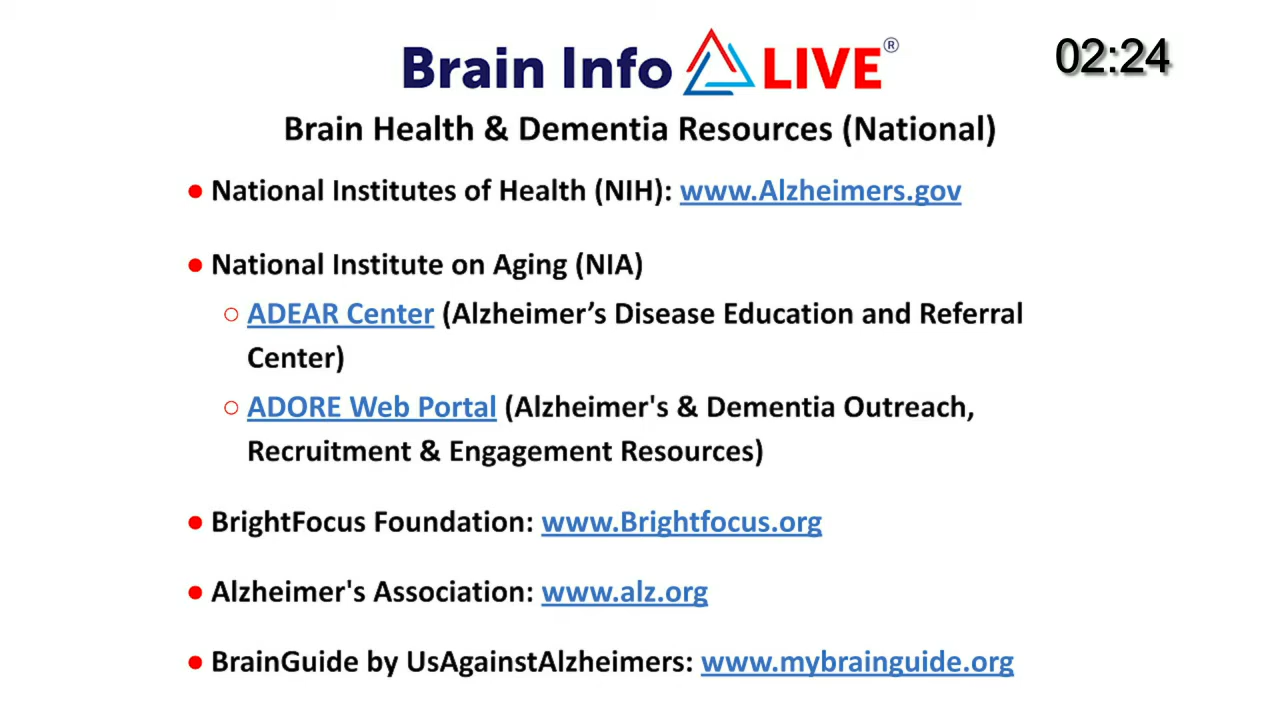 Brain Info LIVE®
02:24
Brain Health & Dementia Resources (National)
● National Institutes of Health (NIH): www.Alzheimers.gov
● National Institute on Aging (NIA)
○ ADEAR Center (Alzheimer’s Disease Education and Referral
Center)
○ ADORE Web Portal (Alzheimer's & Dementia Outreach,
Recruitment & Engagement Resources)
● BrightFocus Foundation: www.Brightfocus.org
● Alzheimer's Association: www.alz.org
● BrainGuide by UsAgainstAlzheimers: www.mybrainguide.org